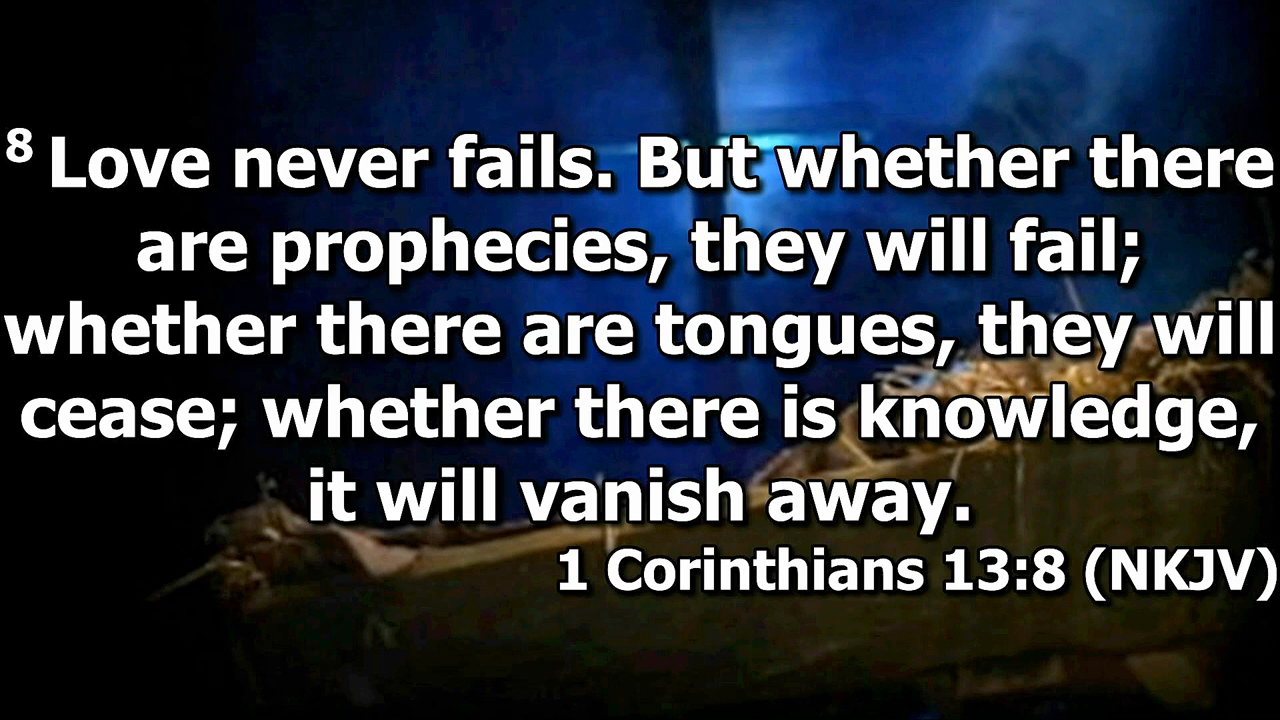 8 Love never fails. But whether there
are prophecies, they will fail;
whether there are tongues, they will
cease; whether there is knowledge,
it will vanish away.
1 Corinthians 13:8 (NKJV)